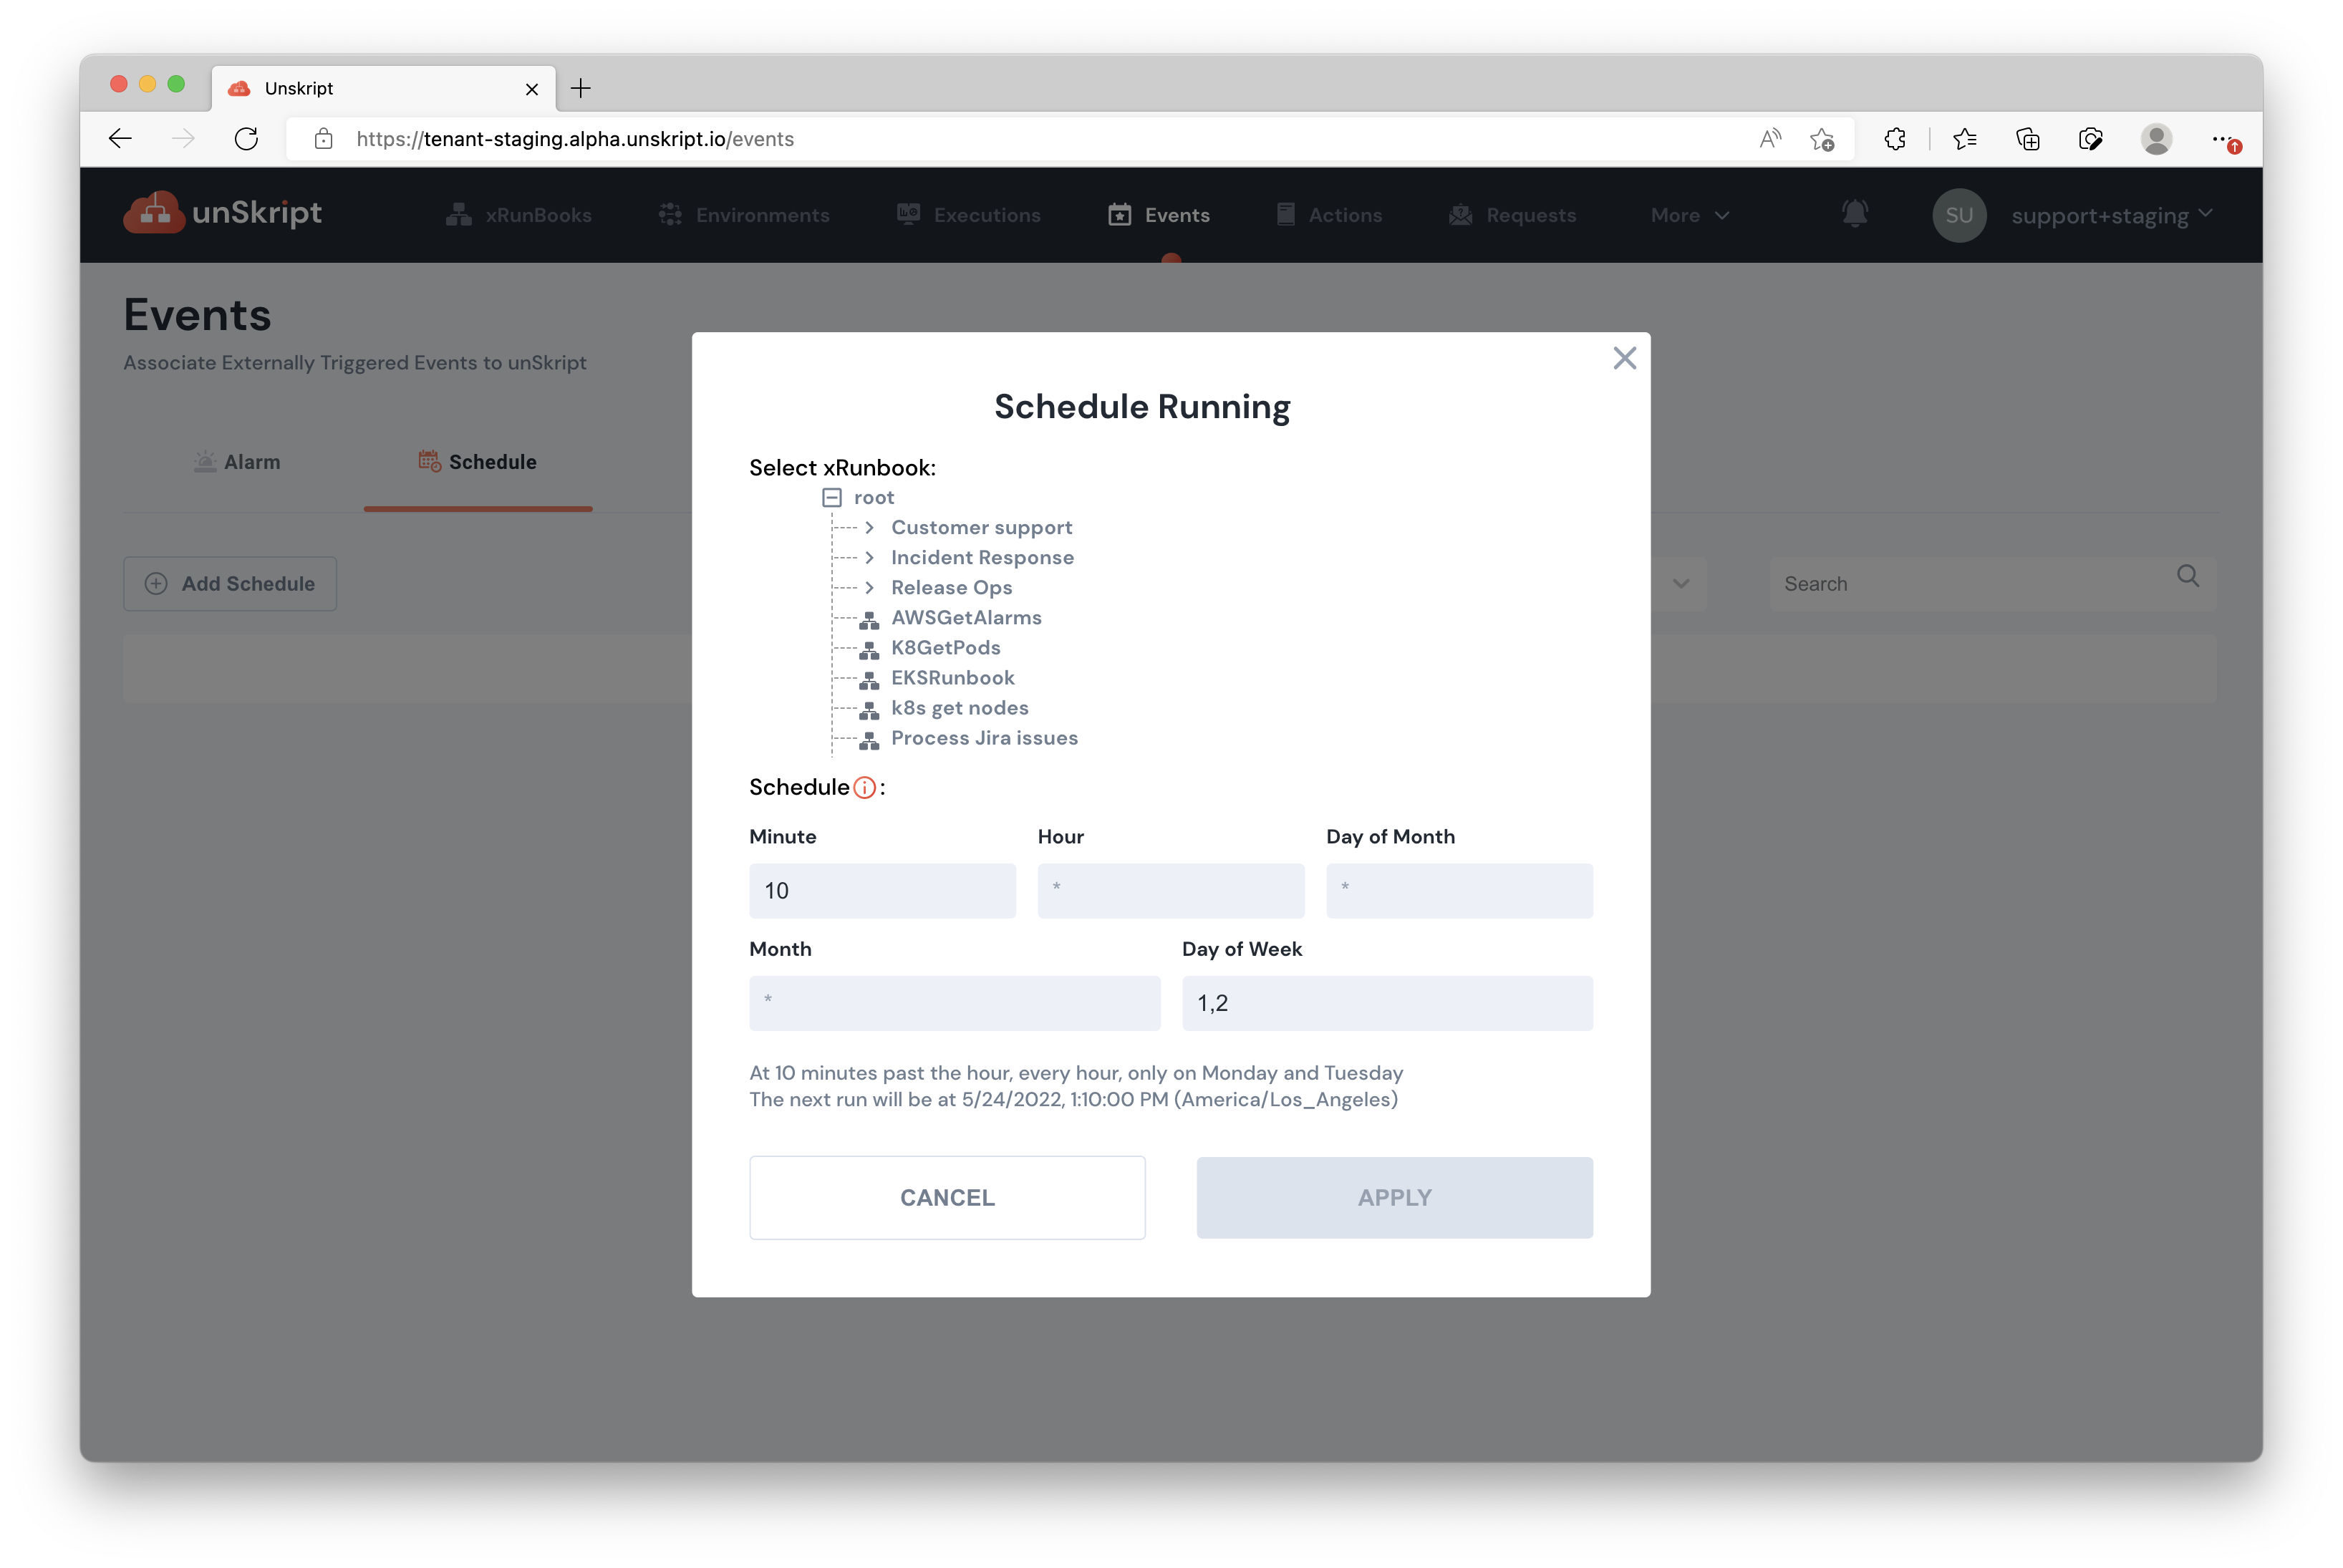 Unskript
https://tenant-staging.alpha.unskript.io/events
unSkript
xRunBooks
Environments
Executions
Events
Actions
Requests
More
SU
support+staging
Events
Associate Externally Triggered Events to unSkript
Alarm
Schedule
Add Schedule
Search
Schedule Running
Select xRunbook:
root
Customer support
Incident Response
Release Ops
AWSGetAlarms
K8GetPods
EKSRunbook
k8s get nodes
Process Jira issues
Schedule :
Minute
Hour
Day of Month
10
*
*
Month
Day of Week
*
1,2
At 10 minutes past the hour, every hour, only on Monday and Tuesday
The next run will be at 5/24/2022, 1:10:00 PM (America/Los_Angeles)
CANCEL
APPLY